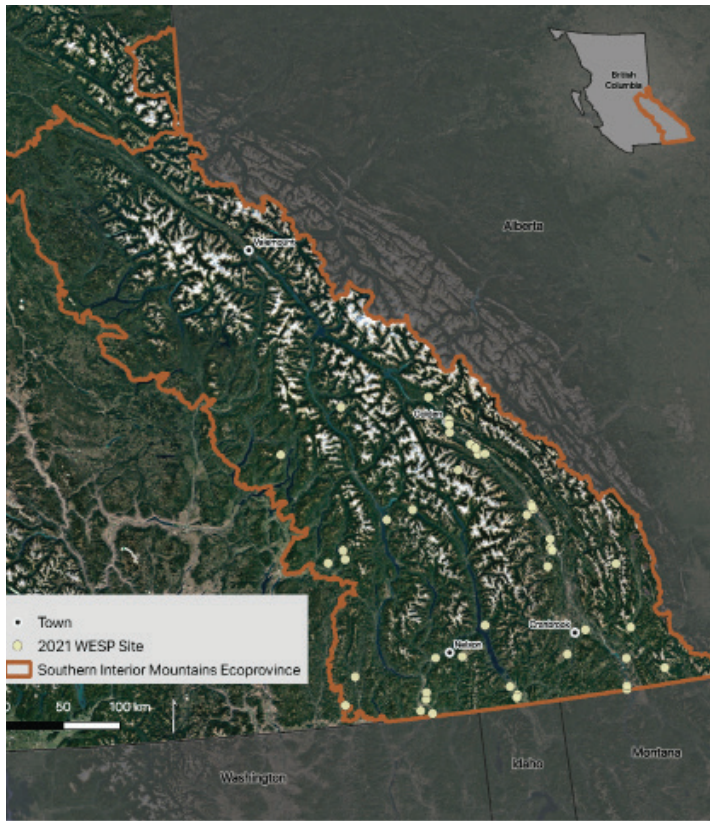 British
Columbia
Alberta
Valemount
Golden
Town
2021 WESP Site
Southern Interior Mountains Ecoprovince
Cranbrook
Nelson
0 50 100 km
Washington
Idaho
Montana